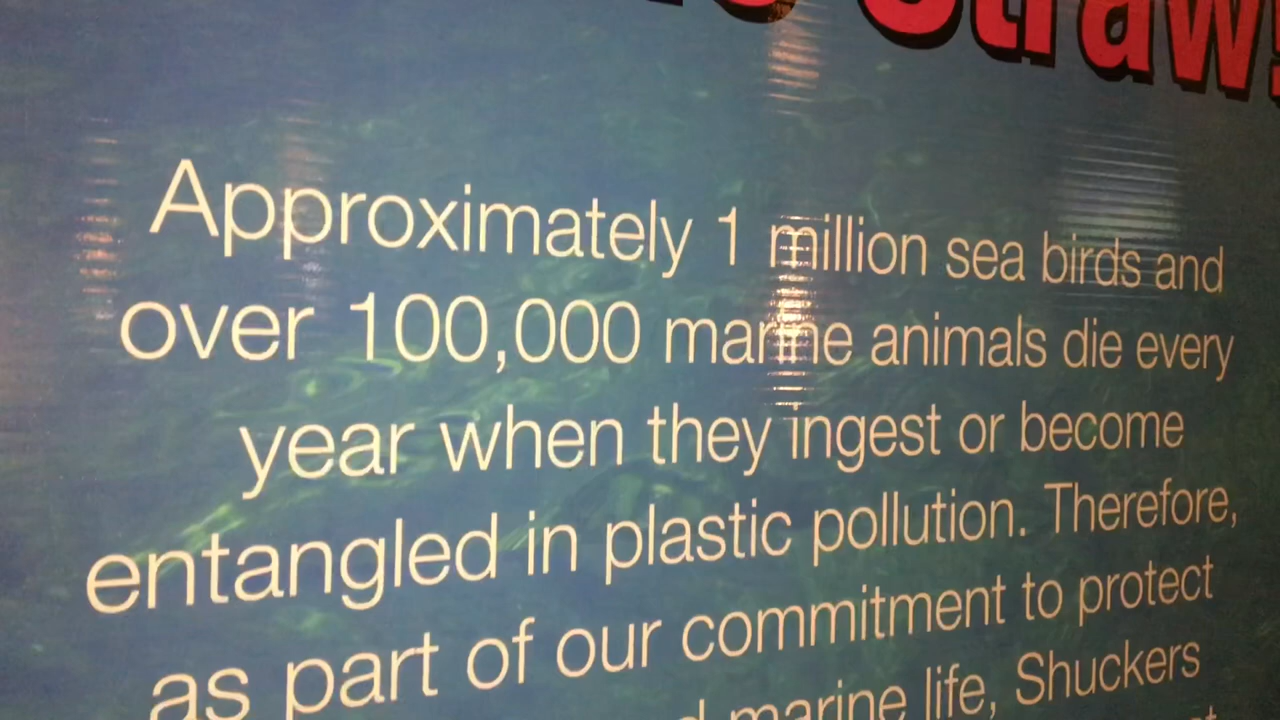 Straw!
Approximately 1 million sea birds and
over 100,000 marine animals die every
year when they ingest or become
entangled in plastic pollution. Therefore,
as part of our commitment to protect
marine life, Shuckers